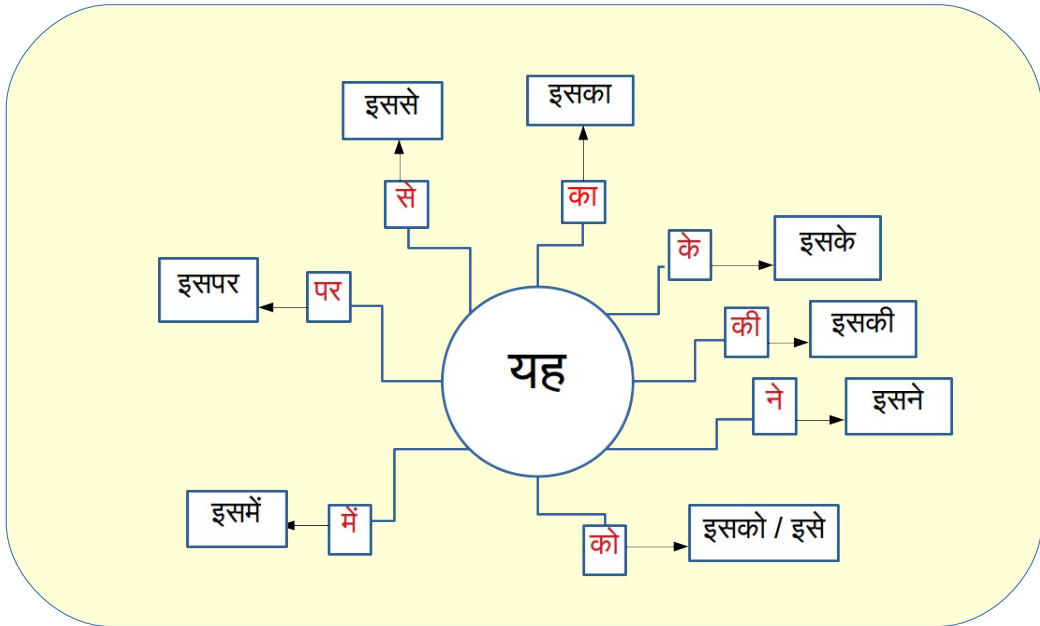 इससे
इसका
से
का
के
इसके
इसपर
पर
की
इसकी
यह
ने
इसने
इसमें
में
को
इसको / इसे